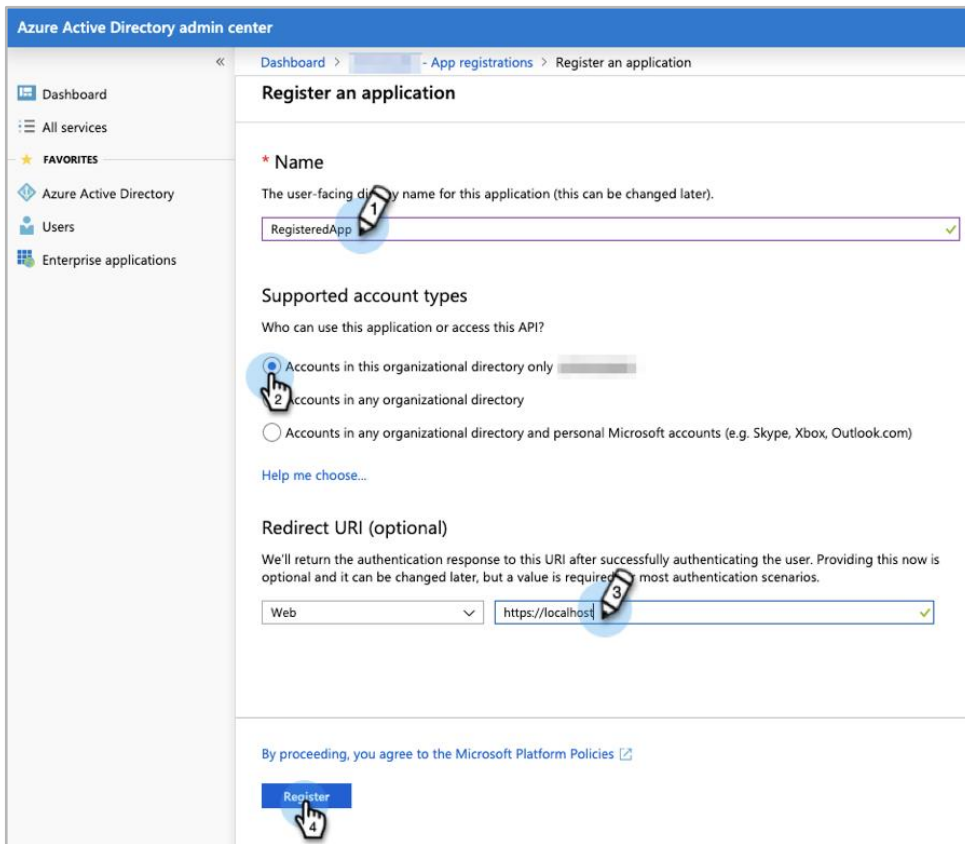 Azure Active Directory admin center
«
Dashboard > - App registrations > Register an application
Dashboard
All services
FAVORITES
Azure Active Directory
Users
Enterprise applications
Register an application
* Name
The user-facing display name for this application (this can be changed later).
1
RegisteredApp
Supported account types
Who can use this application or access this API?
Accounts in this organizational directory only
2
Accounts in any organizational directory
Accounts in any organizational directory and personal Microsoft accounts (e.g. Skype, Xbox, Outlook.com)
Help me choose...
Redirect URI (optional)
We'll return the authentication response to this URI after successfully authenticating the user. Providing this now is
optional and it can be changed later, but a value is required most authentication scenarios.
3
Web
https://localhost
By proceeding, you agree to the Microsoft Platform Policies
Register
4